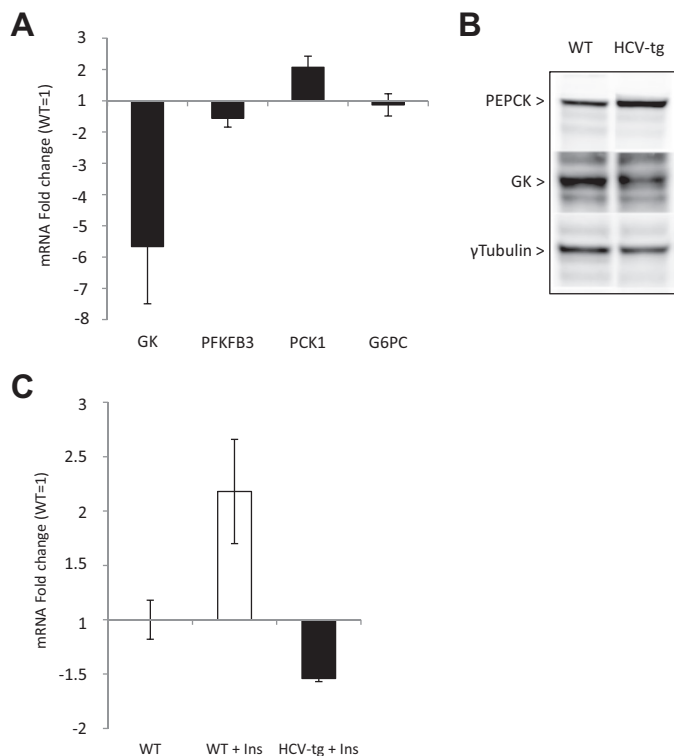 A
mRNA Fold change (WT=1)
3
2
1
-2
-3
-4
-5
-6
-7
-8
GK PFKFB3 PCK1 G6PC
B
WT HCV-tg
PEPCK >
GK >
γTubulin >
C
mRNA Fold change (WT=1)
3
2.5
2
1.5
1
-1.5
-2
WT WT + Ins HCV-tg + Ins